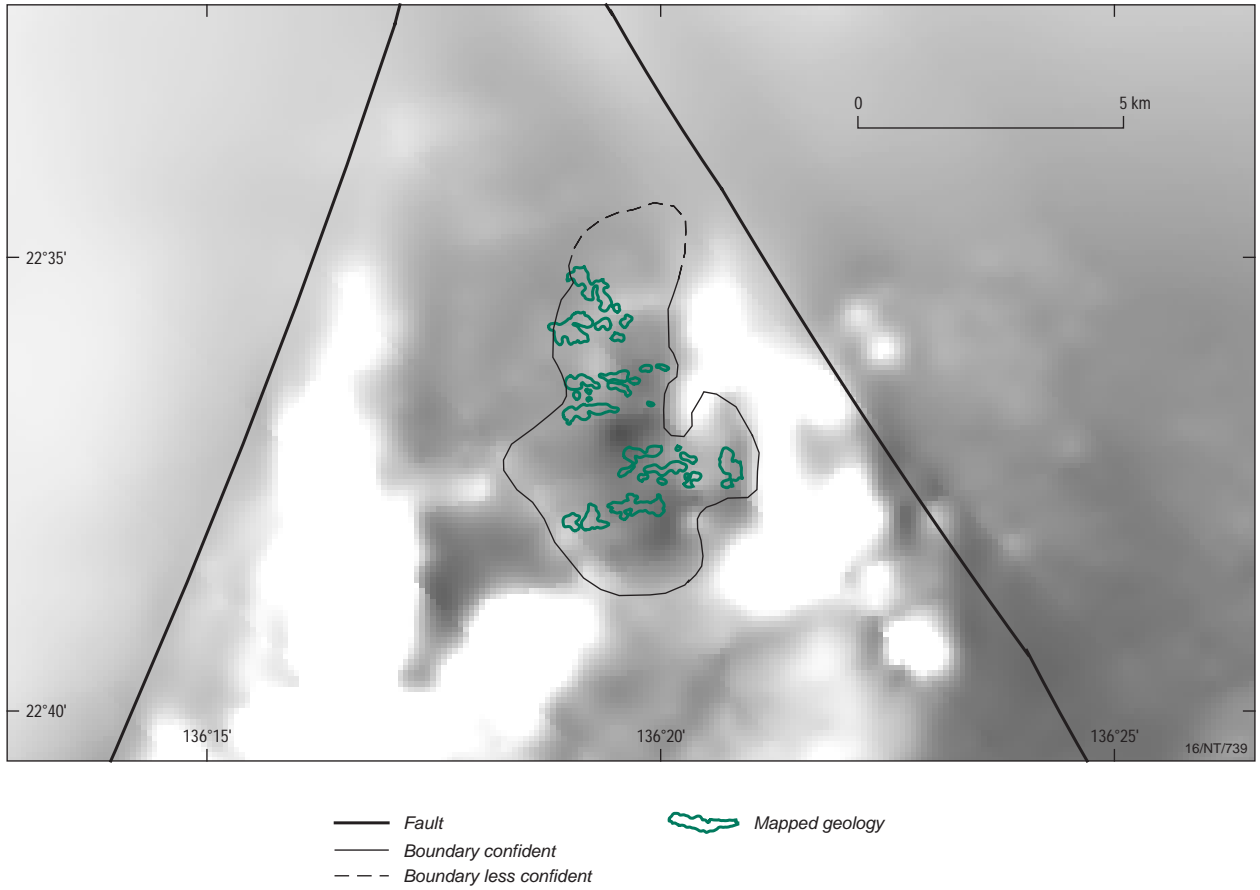 0 5 km
22°35'
22°40'
136°15' 136°20' 136°25'
16/NT/739
Fault Mapped geology
Boundary confident
Boundary less confident